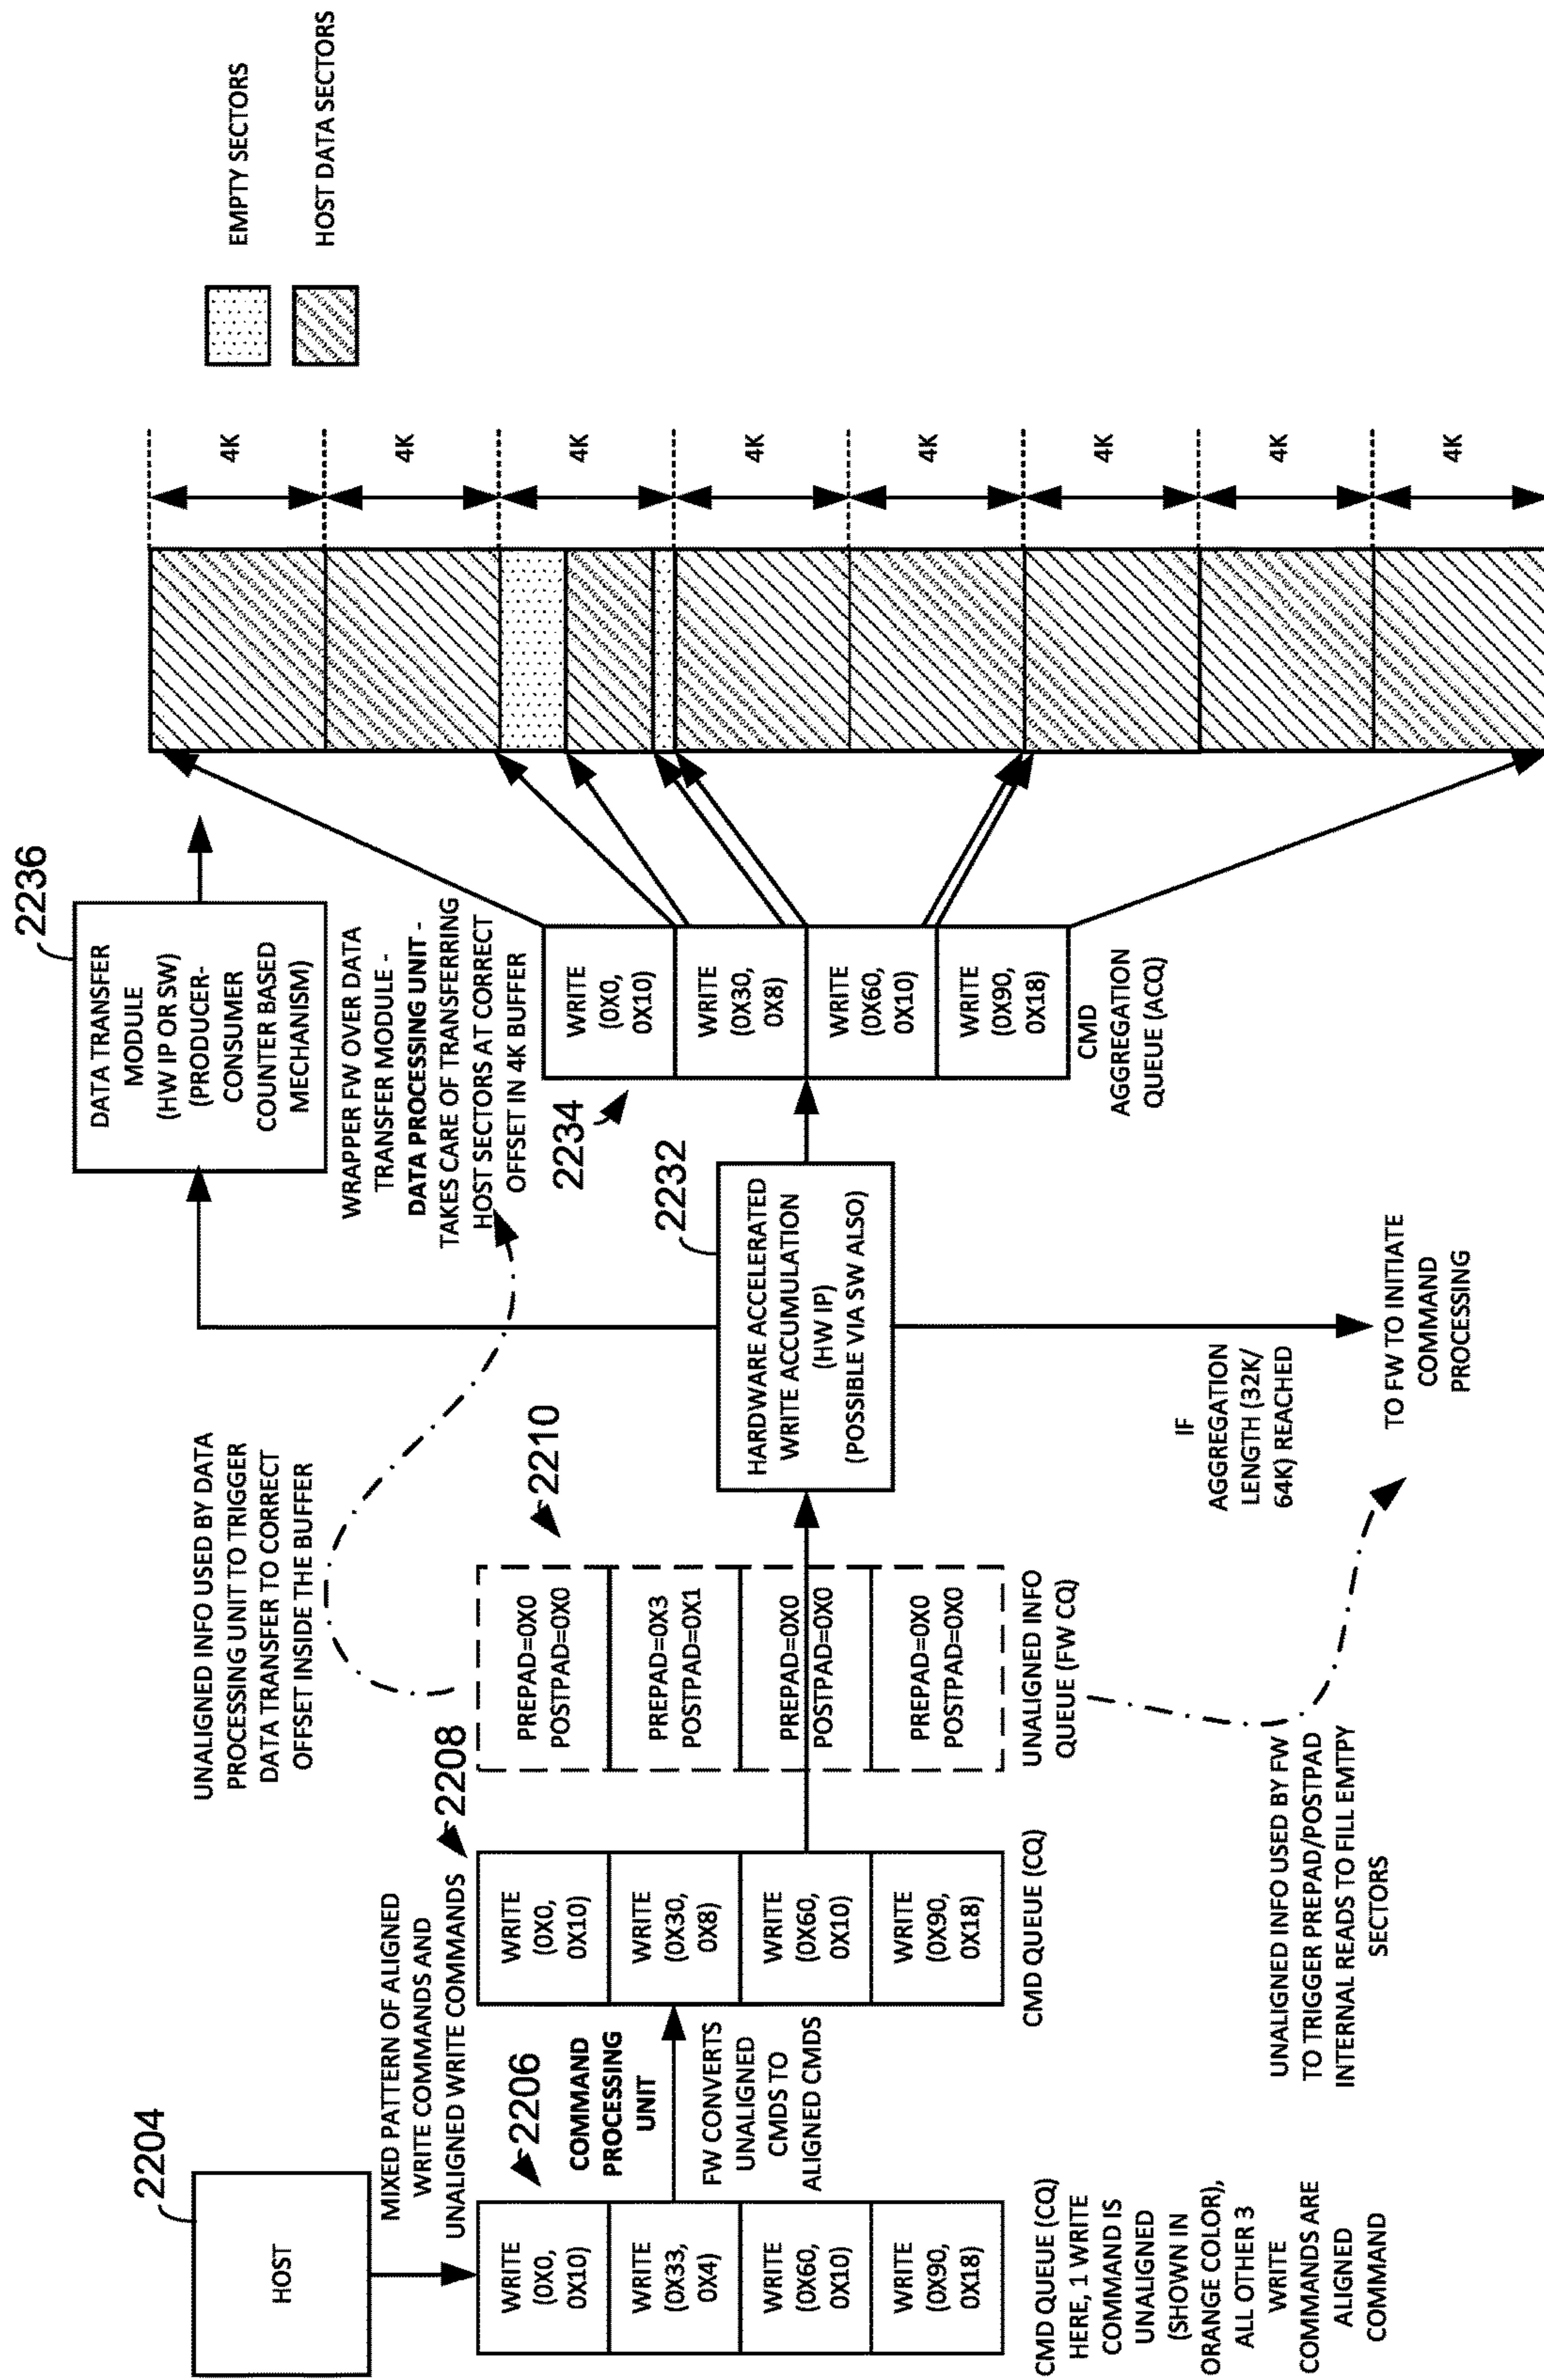 2204
HOST
MIXED PATTERN OF ALIGNED
WRITE COMMANDS AND
UNALIGNED WRITE COMMANDS
2206
WRITE
(0X0,
0X10)
WRITE
(0X33,
0X4)
WRITE
(0X60,
0X10)
WRITE
(0X90,
0X18)
CMD QUEUE (CQ)
HERE, 1 WRITE
COMMAND IS
UNALIGNED
(SHOWN IN
ORANGE COLOR),
ALL OTHER 3
WRITE
COMMANDS ARE
ALIGNED
COMMAND
COMMAND
PROCESSING
UNIT
FW CONVERTS
UNALIGNED
CMDS TO
ALIGNED CMDS
2208
WRITE
(0X0,
0X10)
WRITE
(0X30,
0X8)
WRITE
(0X60,
0X10)
WRITE
(0X90,
0X18)
CMD QUEUE (CQ)
UNALIGNED INFO USED BY DATA
PROCESSING UNIT TO TRIGGER
DATA TRANSFER TO CORRECT
OFFSET INSIDE THE BUFFER
2210
PREPAD=0X0
POSTPAD=0X0
PREPAD=0X3
POSTPAD=0X1
PREPAD=0X0
POSTPAD=0X0
PREPAD=0X0
POSTPAD=0X0
UNALIGNED INFO
QUEUE (FW CQ)
UNALIGNED INFO USED BY FW
TO TRIGGER PREPAD/POSTPAD
INTERNAL READS TO FILL EMTPY
SECTORS
2232
HARDWARE ACCELERATED
WRITE ACCUMULATION
(HW IP)
(POSSIBLE VIA SW ALSO)
IF
AGGREGATION
LENGTH (32K/
64K) REACHED
TO FW TO INITIATE
COMMAND
PROCESSING
2236
DATA TRANSFER
MODULE
(HW IP OR SW)
(PRODUCER-
CONSUMER
COUNTER BASED
MECHANISM)
WRAPPER FW OVER DATA
TRANSFER MODULE -
DATA PROCESSING UNIT -
TAKES CARE OF TRANSFERRING
HOST SECTORS AT CORRECT
OFFSET IN 4K BUFFER
2234
WRITE
(0X0,
0X10)
WRITE
(0X30,
0X8)
WRITE
(0X60,
0X10)
WRITE
(0X90,
0X18)
CMD
AGGREGATION
QUEUE (ACQ)
4K
4K
4K
4K
4K
4K
4K
4K
EMPTY SECTORS
HOST DATA SECTORS